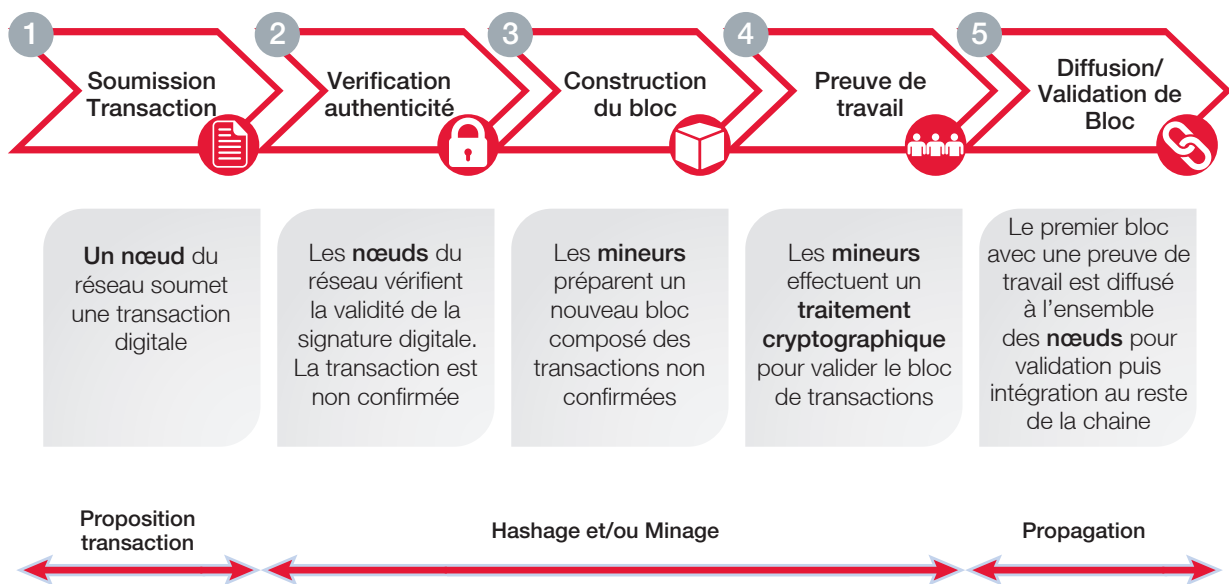 1
Soumission
Transaction
2
Verification
authenticité
3
Construction
du bloc
4
Preuve de
travail
5
Diffusion/
Validation de
Bloc
Un nœud du
réseau soumet
une transaction
digitale
Les nœuds du
réseau vérifient
la validité de la
signature digitale.
La transaction est
non confirmée
Les mineurs
préparent un
nouveau bloc
composé des
transactions non
confirmées
Les mineurs
effectuent un
traitement
cryptographique
pour valider le bloc
de transactions
Le premier bloc
avec une preuve de
travail est diffusé
à l'ensemble
des nœuds pour
validation puis
intégration au reste
de la chaine
Proposition
transaction
Hashage et/ou Minage
Propagation